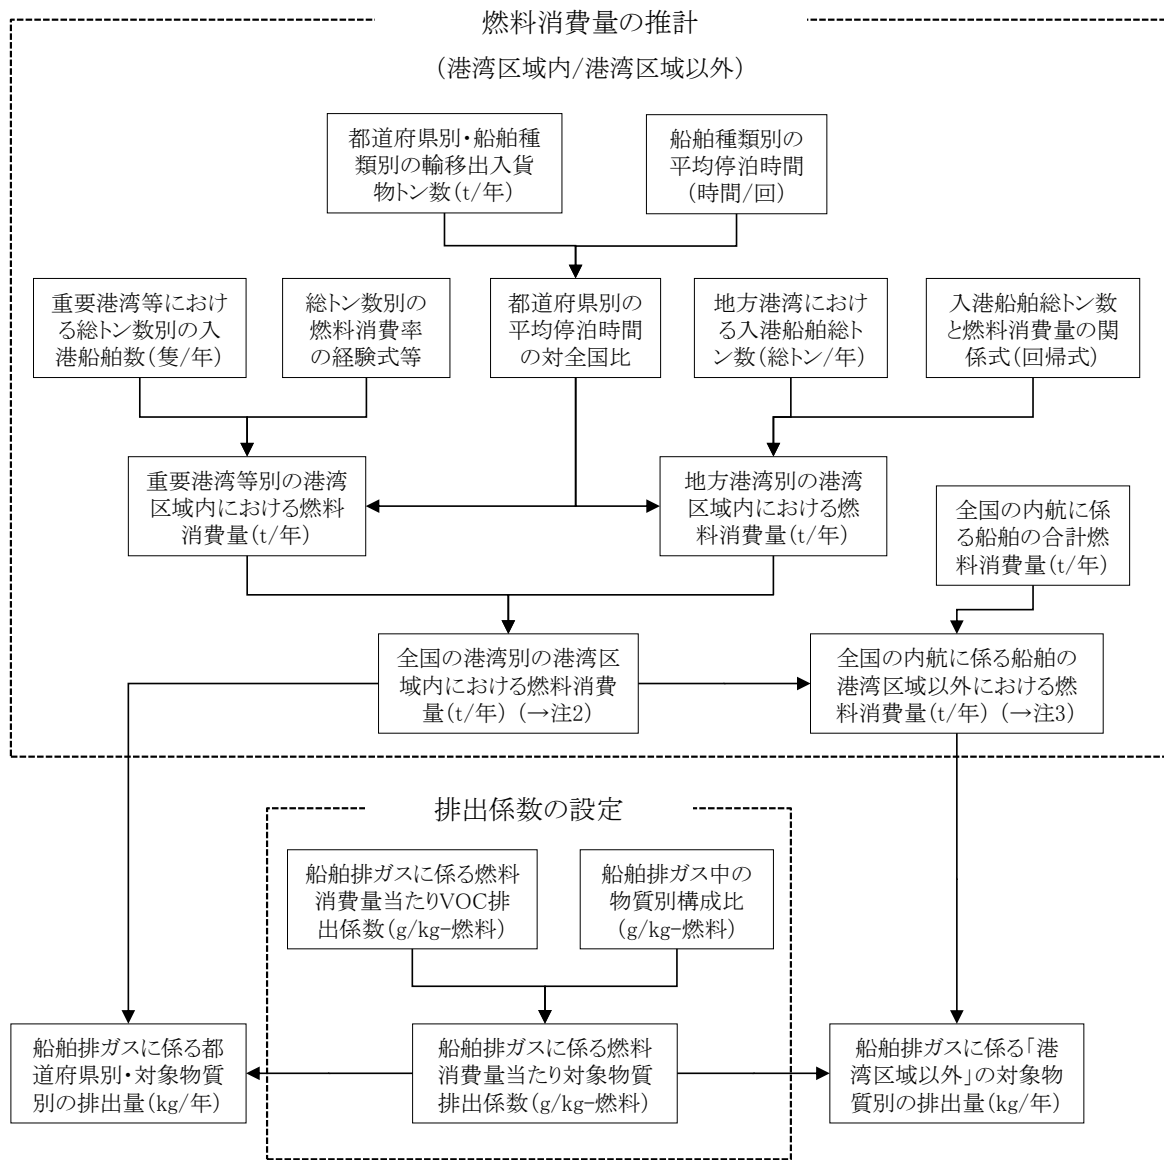 燃料消費量の推計
(港湾区域内/港湾区域以外)
都道府県別・船舶種
類別の輸移出入貨
物トン数(t/年)
船舶種類別の
平均停泊時間
(時間/回)
重要港湾等におけ
る総トン数別の入
港船舶数(隻/年)
総トン数別の
燃料消費率
の経験式等
都道府県別の
平均停泊時間
の対全国比
地方港湾におけ
る入港船舶総ト
ン数(総トン/年)
入港船舶総トン数
と燃料消費量の関
係式(回帰式)
重要港湾等別の港湾
区域内における燃料
消費量(t/年)
地方港湾別の港湾
区域内における燃
料消費量(t/年)
全国の内航に係
る船舶の合計燃
料消費量(t/年)
全国の港湾別の港湾区
域内における燃料消費
量(t/年) (→注2)
全国の内航に係る船舶の
港湾区域以外における燃
料消費量(t/年) (→注3)
排出係数の設定
船舶排ガスに係る燃料
消費量当たりVOC排
出係数(g/kg-燃料)
船舶排ガス中の
物質別構成比
(g/kg-燃料)
船舶排ガスに係る都
道府県別・対象物質
別の排出量(kg/年)
船舶排ガスに係る燃料
消費量当たり対象物質
排出係数(g/kg-燃料)
船舶排ガスに係る「港
湾区域以外」の対象物
質別の排出量(kg/年)